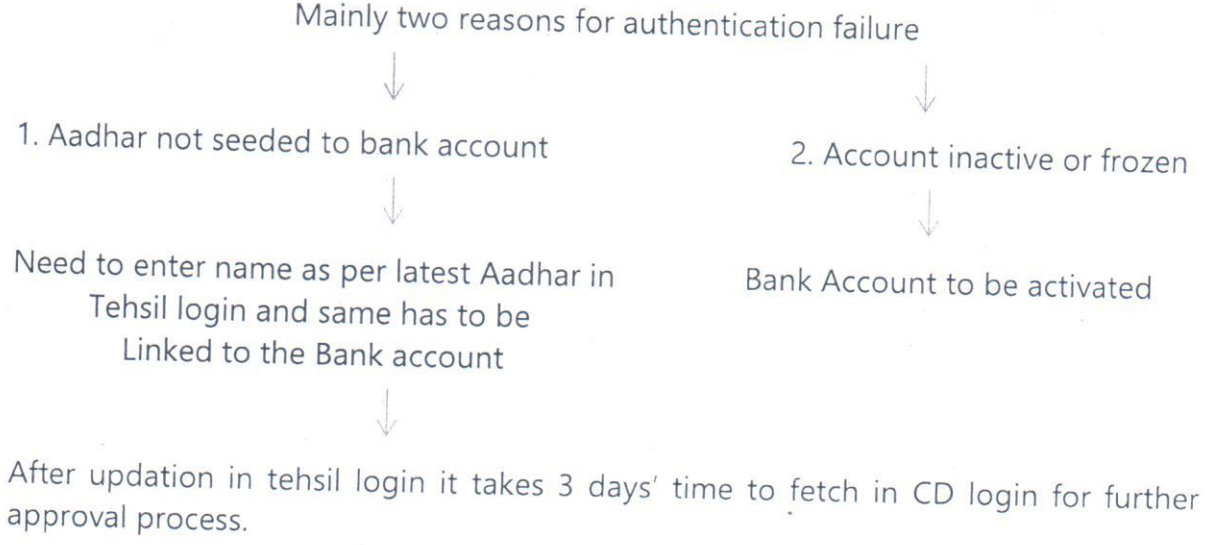 Mainly two reasons for authentication failure
1. Aadhar not seeded to bank account
2. Account inactive or frozen
Need to enter name as per latest Aadhar in
Tehsil login and same has to be
Linked to the Bank account
Bank Account to be activated
After updation in tehsil login it takes 3 days' time to fetch in CD login for further
approval process.